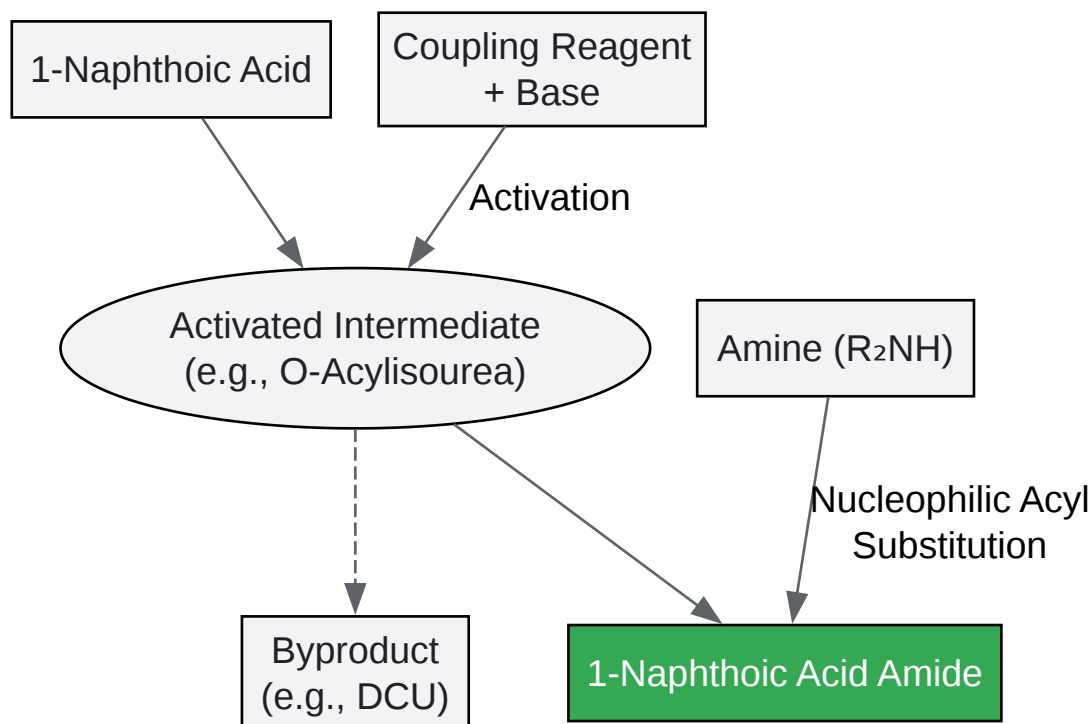 1-Naphthoic Acid
Coupling Reagent
+ Base
Activation
Activated Intermediate
(e.g., O-Acylisourea)
Amine (R₂NH)
Nucleophilic Acyl
Substitution
Byproduct
(e.g., DCU)
1-Naphthoic Acid Amide